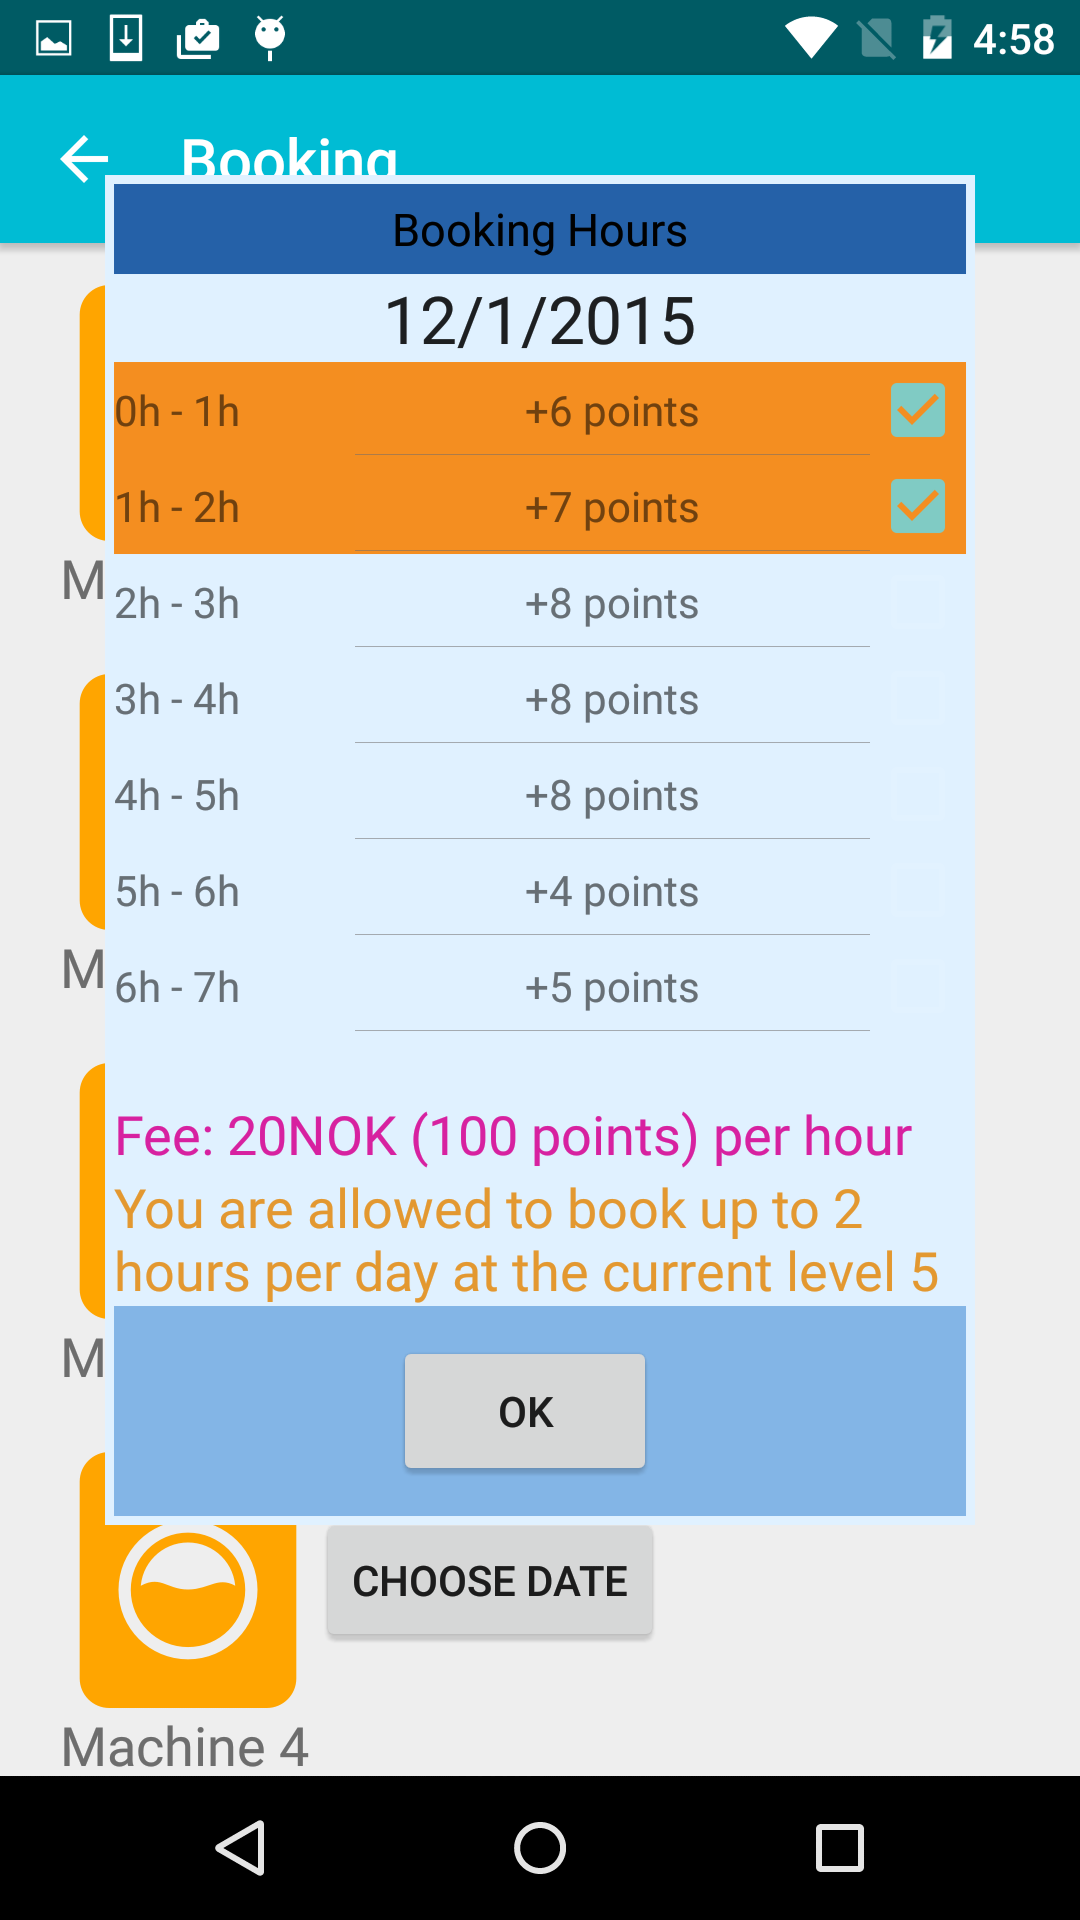 4:58
Booking
Booking Hours
12/1/2015
0h - 1h +6 points
1h - 2h +7 points
2h - 3h +8 points
3h - 4h +8 points
4h - 5h +8 points
5h - 6h +4 points
6h - 7h +5 points
M
M
M
Fee: 20NOK (100 points) per hour
You are allowed to book up to 2
hours per day at the current level 5
OK
CHOOSE DATE
Machine 4